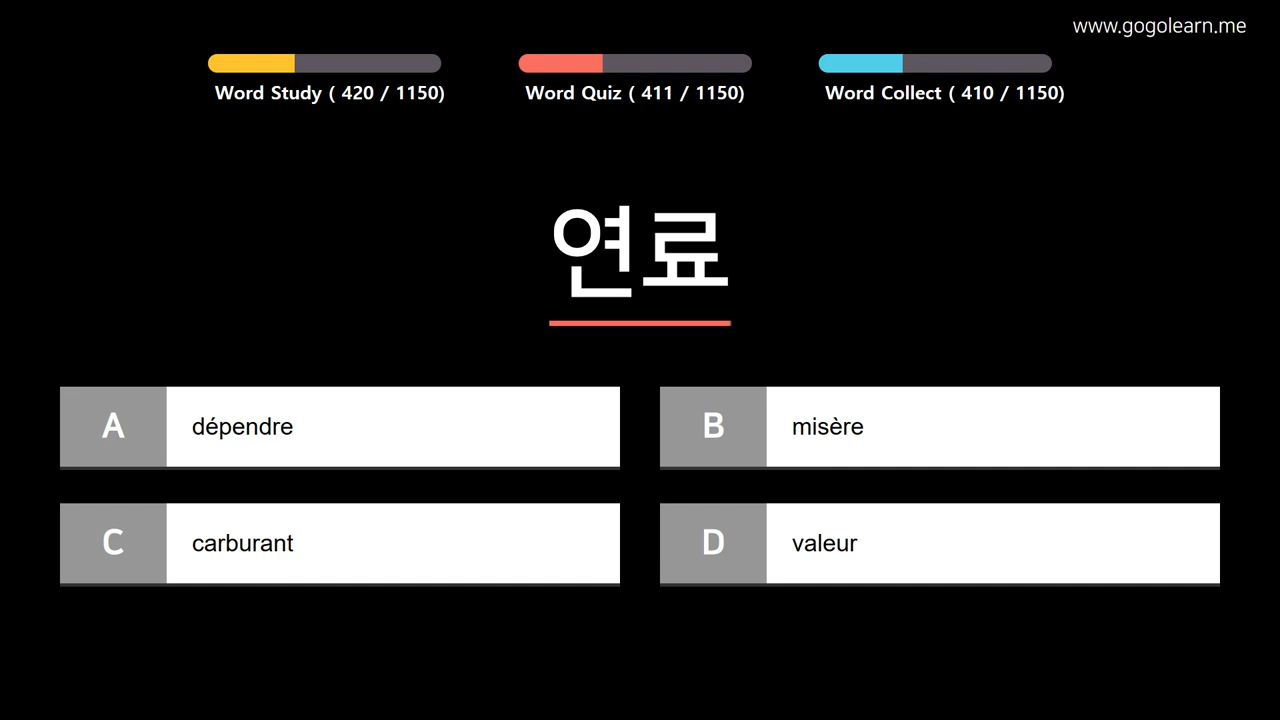 www.gogolearn.me
Word Study ( 420 / 1150)
Word Quiz ( 411 / 1150)
Word Collect ( 410 / 1150)
연료
A dépendre
B misère
C carburant
D valeur